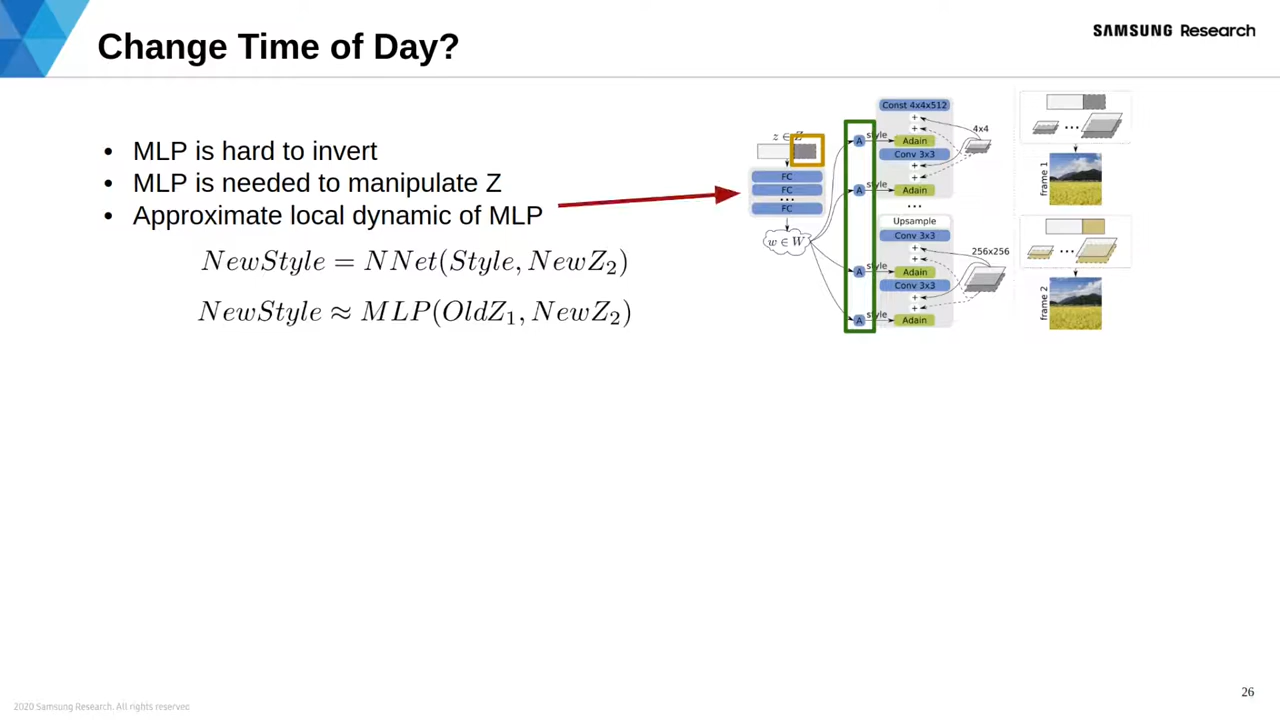 SAMSUNG Research
Change Time of Day?
• MLP is hard to invert
• MLP is needed to manipulate Z
• Approximate local dynamic of MLP
NewStyle = NNet(Style, NewZ₂)
NewStyle ≈ MLP(OldZ₁, NewZ₂)
z ∈ Z
FC
FC
...
FC
w ∈ W
A
style
A
style
A
style
A
style
Const 4x4x512
+
+
Adain
Conv 3x3
+
+
Adain
...
Upsample
Conv 3x3
+
+
Adain
Conv 3x3
+
+
Adain
4x4
256x256
...
frame 1
...
frame 2
2020 Samsung Research. All rights reserved
26